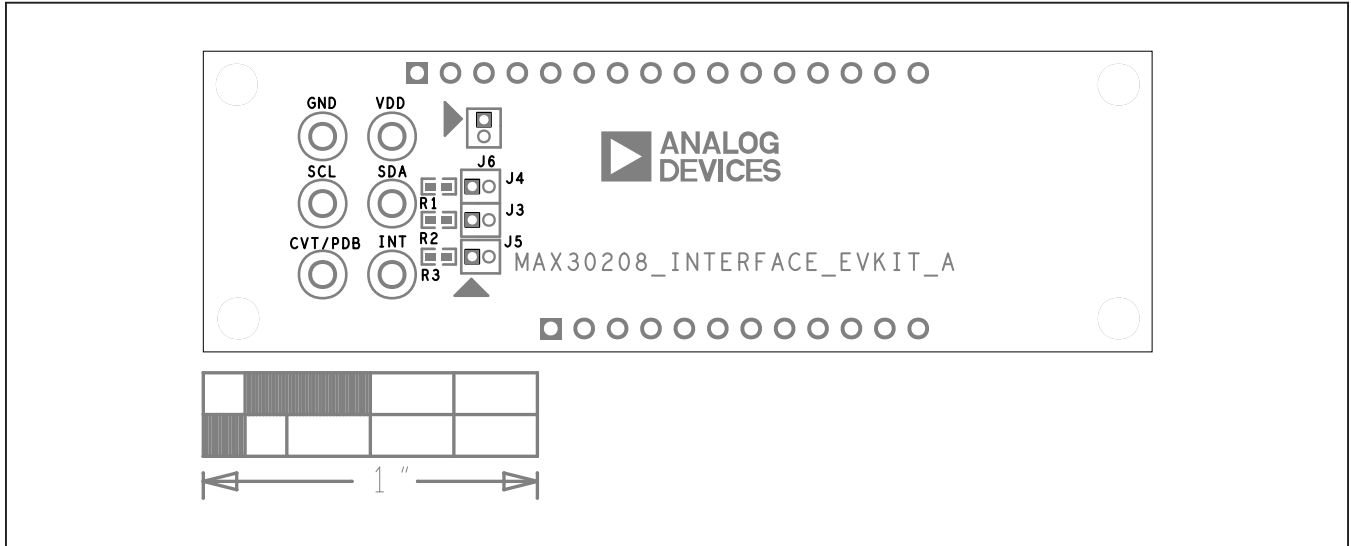 GND VDD
ANALOG
DEVICES
J6
SCL SDA
J4
R1
J3
CVT/PDB INT
R2
J5
MAX30208_INTERFACE_EVKIT_A
R3
1 "